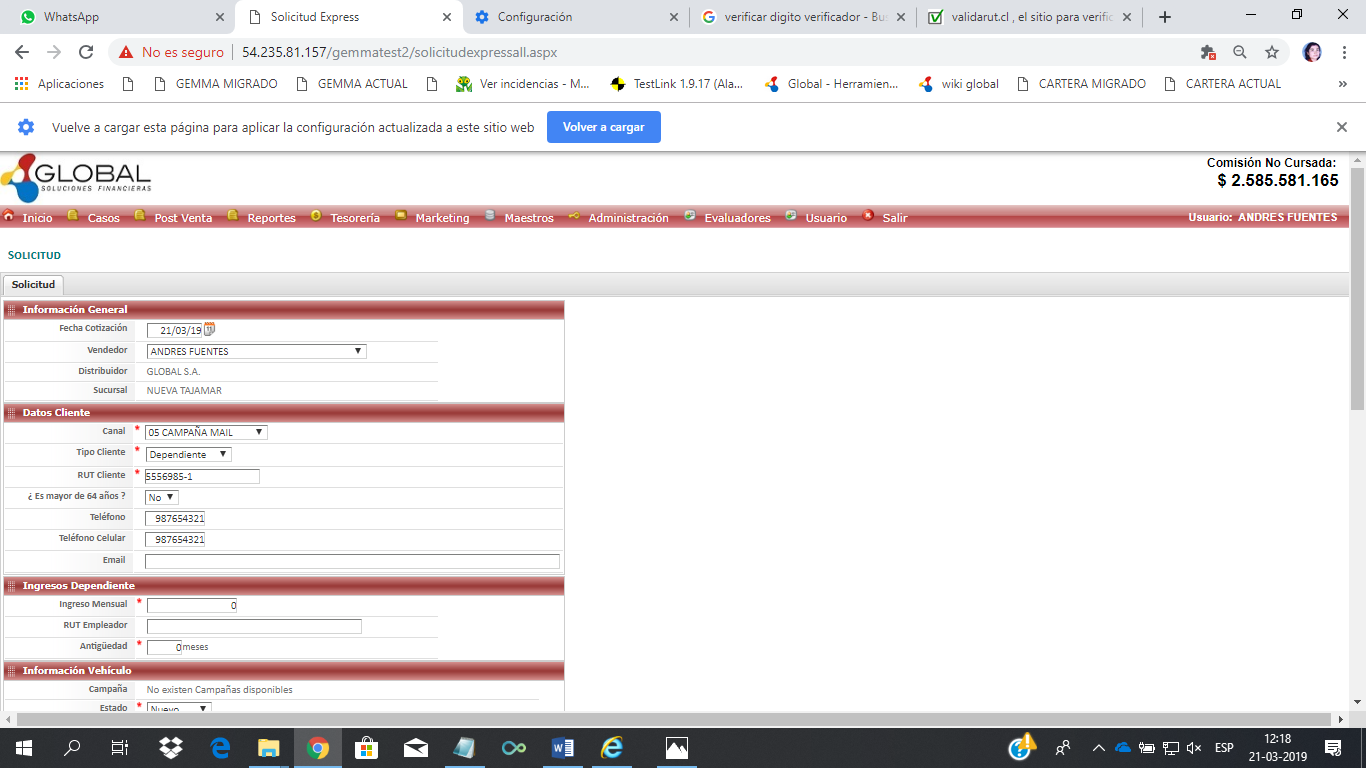 WhatsApp
Solicitud Express
Configuración
verificar digito verificador - Bu
validarut.cl , el sitio para verific
No es seguro
54.235.81.157/gemmatest2/solicitudexpressall.aspx
Aplicaciones
GEMMA MIGRADO
GEMMA ACTUAL
Ver incidencias - M...
TestLink 1.9.17 (Ala...
Global - Herramien...
wiki global
CARTERA MIGRADO
CARTERA ACTUAL
»
Vuelve a cargar esta página para aplicar la configuración actualizada a este sitio web
Volver a cargar
GLOBAL
SOLUCIONES FINANCIERAS
Comisión No Cursada:
$ 2.585.581.165
Inicio Casos Post Venta Reportes Tesorería Marketing Maestros Administración Evaluadores Usuario Salir
Usuario: ANDRES FUENTES
SOLICITUD
Solicitud
Información General
Fecha Cotización 21/03/19
Vendedor ANDRES FUENTES
Distribuidor GLOBAL S.A.
Sucursal NUEVA TAJAMAR
Datos Cliente
Canal * 05 CAMPAÑA MAIL
Tipo Cliente * Dependiente
RUT Cliente * 5556985-1
¿ Es mayor de 64 años ? No
Teléfono 987654321
Teléfono Celular 987654321
Email
Ingresos Dependiente
Ingreso Mensual * 0
RUT Empleador
Antigüedad * 0 meses
Información Vehículo
Campaña No existen Campañas disponibles
Estado * Nuevo
ESP
12:18
21-03-2019